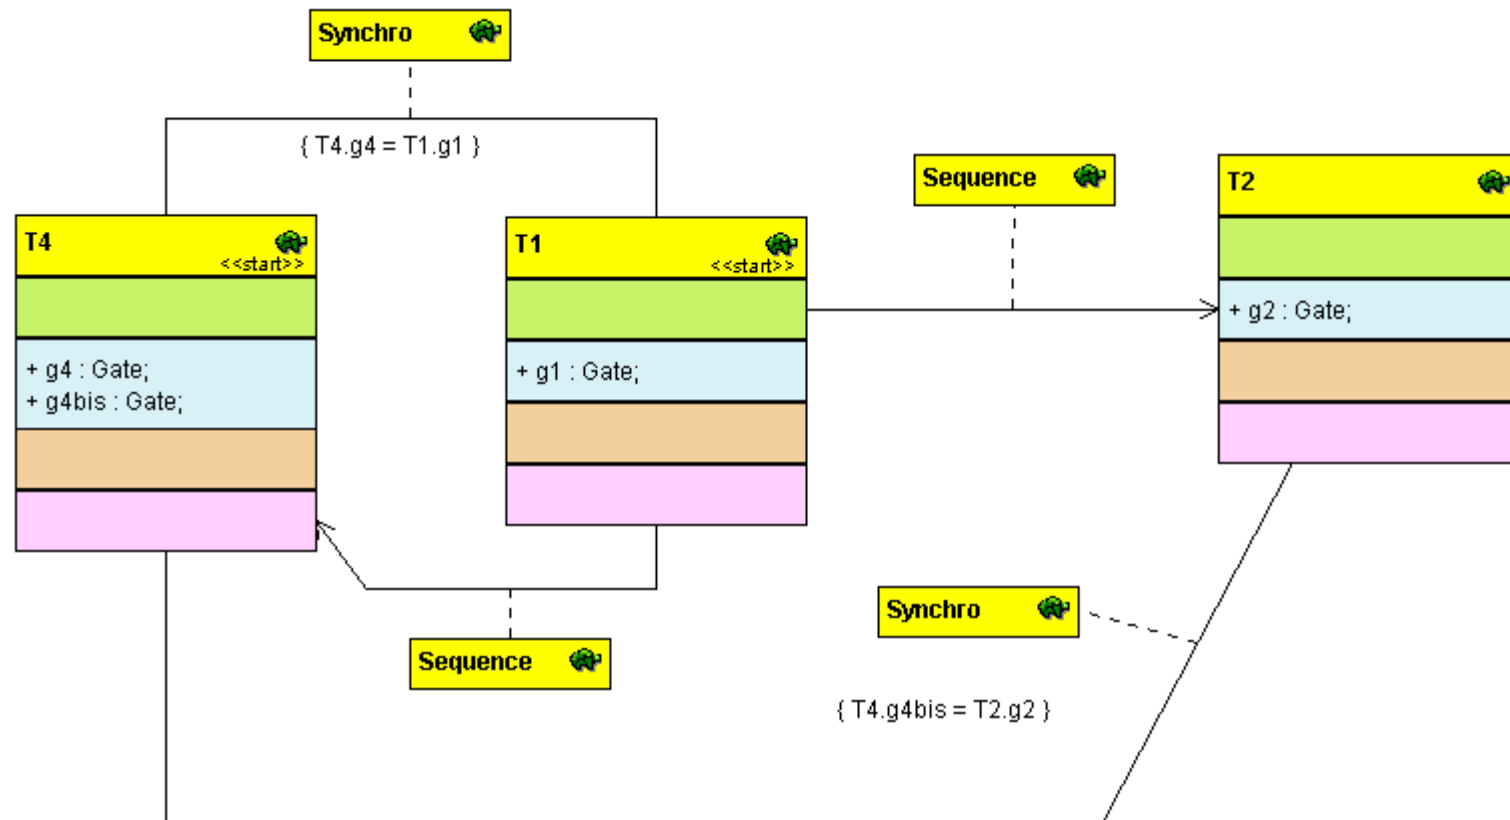 Synchro
{ T4.g4 = T1.g1 }
Sequence
T2
T4
<<start>>
T1
<<start>>
+ g2 : Gate;
+ g4 : Gate;
+ g4bis : Gate;
+ g1 : Gate;
Synchro
Sequence
{ T4.g4bis = T2.g2 }